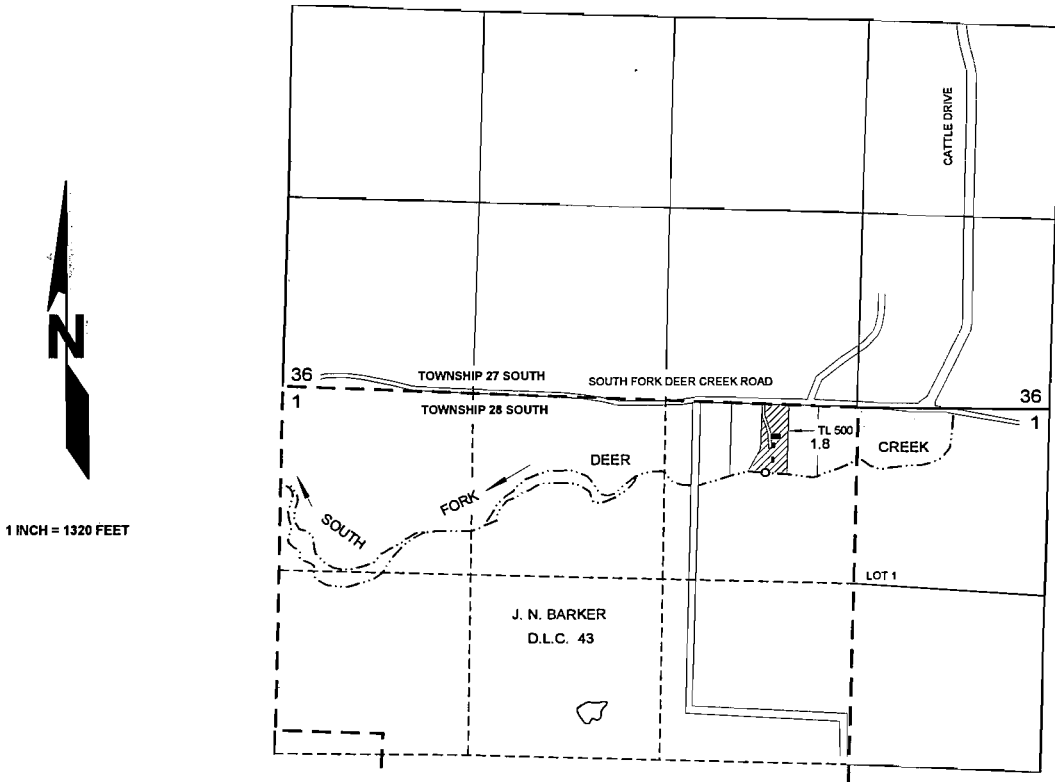 CATTLE DRIVE
N
1 INCH = 1320 FEET
36
TOWNSHIP 27 SOUTH
SOUTH FORK DEER CREEK ROAD
36
1
TOWNSHIP 28 SOUTH
1
TL 500
1.8
SOUTH
FORK
DEER
CREEK
LOT 1
J. N. BARKER
D.L.C. 43